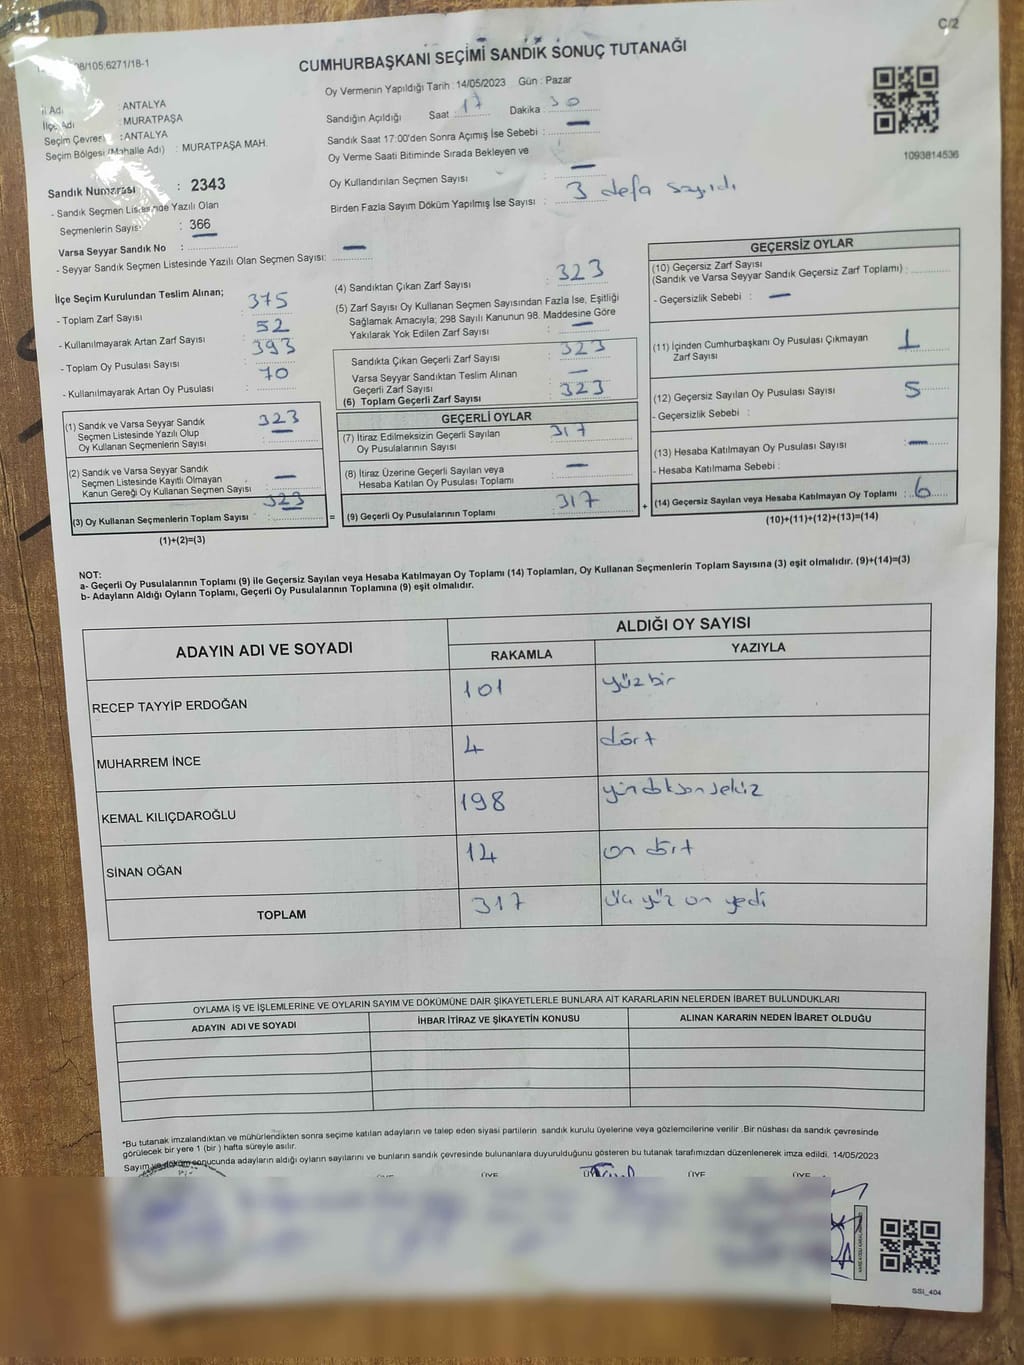 C/2
CUMHURBAŞKANI SEÇİMİ SANDIK SONUÇ TUTANAĞI
Oy Vermenin Yapıldığı Tarih : 14/05/2023 Gün : Pazar
Sandığın Açıldığı Saat : 17 Dakika : 30
Sandık Saat 17:00'den Sonra Açımış İse Sebebi : —
Oy Verme Saati Bitiminde Sırada Bekleyen ve
Oy Kullandırılan Seçmen Sayısı : —
Birden Fazla Sayım Döküm Yapılmış İse Sayısı : 3 defa sayıldı
İl Adı : ANTALYA
İlçe Adı : MURATPAŞA
Seçim Çevresi : ANTALYA
Seçim Bölgesi (Mahalle Adı) : MURATPAŞA MAH.
1093814536
Sandık Numarası : 2343
- Sandık Seçmen Listesinde Yazılı Olan
Seçmenlerin Sayısı : 366
Varsa Seyyar Sandık No :
- Seyyar Sandık Seçmen Listesinde Yazılı Olan Seçmen Sayısı: —
İlçe Seçim Kurulundan Teslim Alınan;
- Toplam Zarf Sayısı : 375
- Kullanılmayarak Artan Zarf Sayısı : 52
- Toplam Oy Pusulası Sayısı : 393
- Kullanılmayarak Artan Oy Pusulası : 70
(1) Sandık ve Varsa Seyyar Sandık
Seçmen Listesinde Yazılı Olup
Oy Kullanan Seçmenlerin Sayısı : 323
(2) Sandık ve Varsa Seyyar Sandık
Seçmen Listesinde Kayıtlı Olmayan
Kanun Gereği Oy Kullanan Seçmen Sayısı : —
(3) Oy Kullanan Seçmenlerin Toplam Sayısı : 323
(1)+(2)=(3)
(4) Sandıktan Çıkan Zarf Sayısı : 323
(5) Zarf Sayısı Oy Kullanan Seçmen Sayısından Fazla İse, Eşitliği
Sağlamak Amacıyla; 298 Sayılı Kanunun 98. Maddesine Göre
Yakılarak Yok Edilen Zarf Sayısı : —
Sandıkta Çıkan Geçerli Zarf Sayısı : 323
Varsa Seyyar Sandıktan Teslim Alınan
Geçerli Zarf Sayısı : —
(6) Toplam Geçerli Zarf Sayısı : 323
GEÇERLİ OYLAR
(7) İtiraz Edilmeksizin Geçerli Sayılan
Oy Pusulalarının Sayısı : 317
(8) İtiraz Üzerine Geçerli Sayılan veya
Hesaba Katılan Oy Pusulası Toplamı : —
= (9) Geçerli Oy Pusulalarının Toplamı : 317
GEÇERSİZ OYLAR
(10) Geçersiz Zarf Sayısı
(Sandık ve Varsa Seyyar Sandık Geçersiz Zarf Toplamı) :
- Geçersizlik Sebebi : —
(11) İçinden Cumhurbaşkanı Oy Pusulası Çıkmayan
Zarf Sayısı : 1
(12) Geçersiz Sayılan Oy Pusulası Sayısı : 5
- Geçersizlik Sebebi :
(13) Hesaba Katılmayan Oy Pusulası Sayısı : —
- Hesaba Katılmama Sebebi :
+ (14) Geçersiz Sayılan veya Hesaba Katılmayan Oy Toplamı : 6
(10)+(11)+(12)+(13)=(14)
NOT:
a- Geçerli Oy Pusulalarının Toplamı (9) ile Geçersiz Sayılan veya Hesaba Katılmayan Oy Toplamı (14) Toplamları, Oy Kullanan Seçmenlerin Toplam Sayısına (3) eşit olmalıdır. (9)+(14)=(3)
b- Adayların Aldığı Oyların Toplamı, Geçerli Oy Pusulalarının Toplamına (9) eşit olmalıdır.
ADAYIN ADI VE SOYADI ALDIĞI OY SAYISI
RAKAMLA YAZIYLA
RECEP TAYYİP ERDOĞAN 101 yüzbir
MUHARREM İNCE 4 dört
KEMAL KILIÇDAROĞLU 198 yüz doksan sekiz
SİNAN OĞAN 14 on dört
TOPLAM 317 üç yüz on yedi
OYLAMA İŞ VE İŞLEMLERİNE VE OYLARIN SAYIM VE DÖKÜMÜNE DAİR ŞİKAYETLERLE BUNLARA AİT KARARLARIN NELERDEN İBARET BULUNDUKLARI
ADAYIN ADI VE SOYADI İHBAR İTİRAZ VE ŞİKAYETİN KONUSU ALINAN KARARIN NEDEN İBARET OLDUĞU
*Bu tutanak imzalandıktan ve mühürlendikten sonra seçime katılan adayların ve talep eden siyasi partilerin sandık kurulu üyelerine veya gözlemcilerine verilir .Bir nüshası da sandık çevresinde
görülecek bir yere 1 (bir ) hafta süreyle asılır.
Sayım ve döküm sonucunda adayların aldığı oyların sayılarını ve bunların sandık çevresinde bulunanlara duyurulduğunu gösteren bu tutanak tarafımızdan düzenlenerek imza edildi. 14/05/2023
ÜYE ÜYE ÜYE
SSI_404